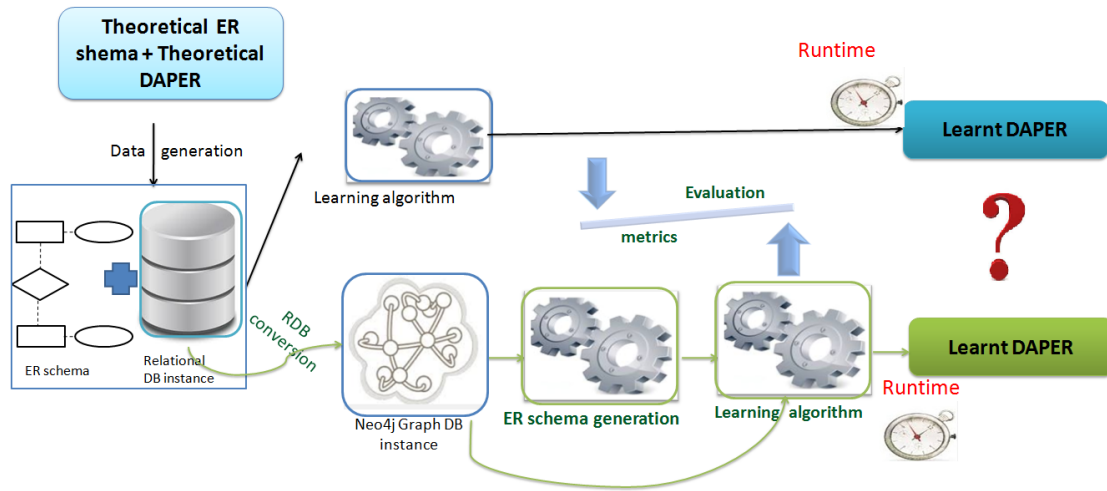 Theoretical ER
shema + Theoretical
DAPER
Data generation
Runtime
Learning algorithm
Learnt DAPER
Evaluation
metrics
ER schema
Relational
DB instance
RDB
conversion
Neo4j Graph DB
instance
ER schema generation
Learning algorithm
Learnt DAPER
Runtime